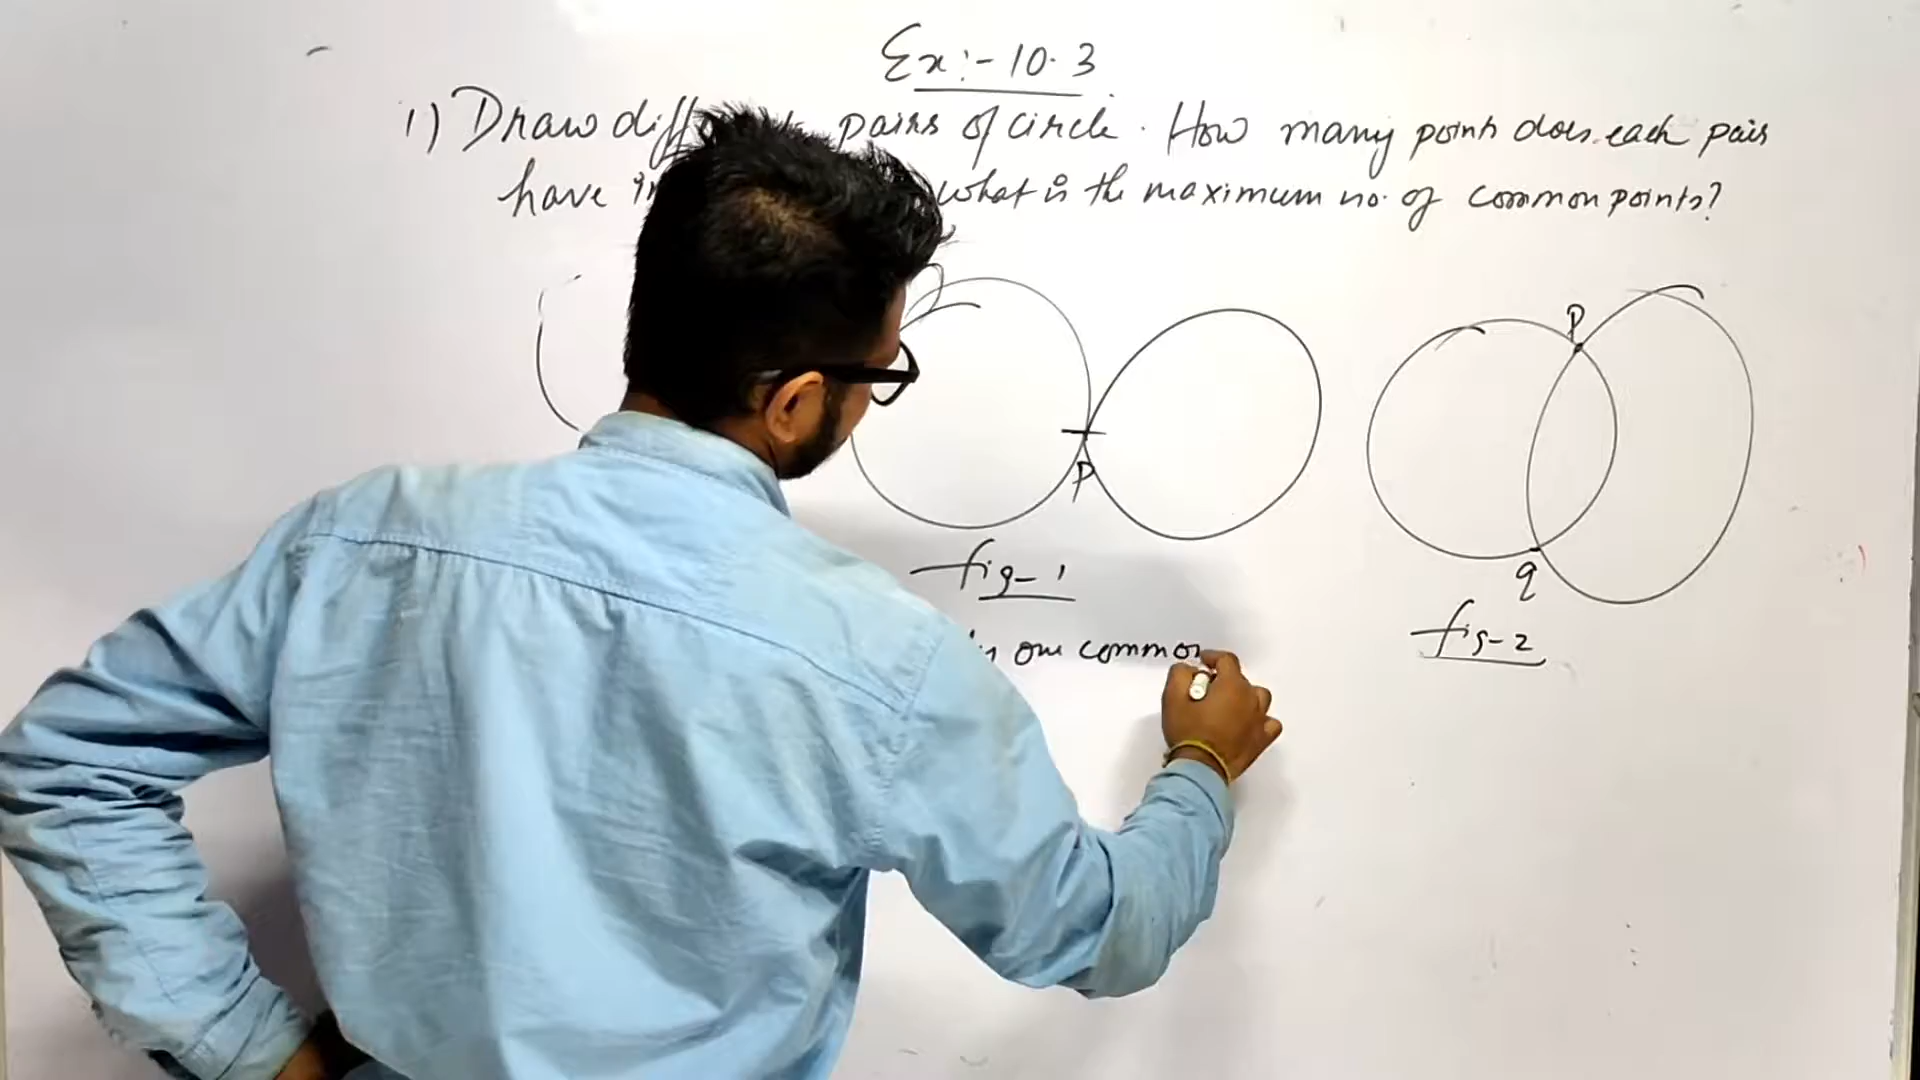 Ex:- 10.3
1) Draw pairs of circle. How many points does each pair
have what is the maximum no. of common points?
P
P
q
fig-1
fig-2
one common